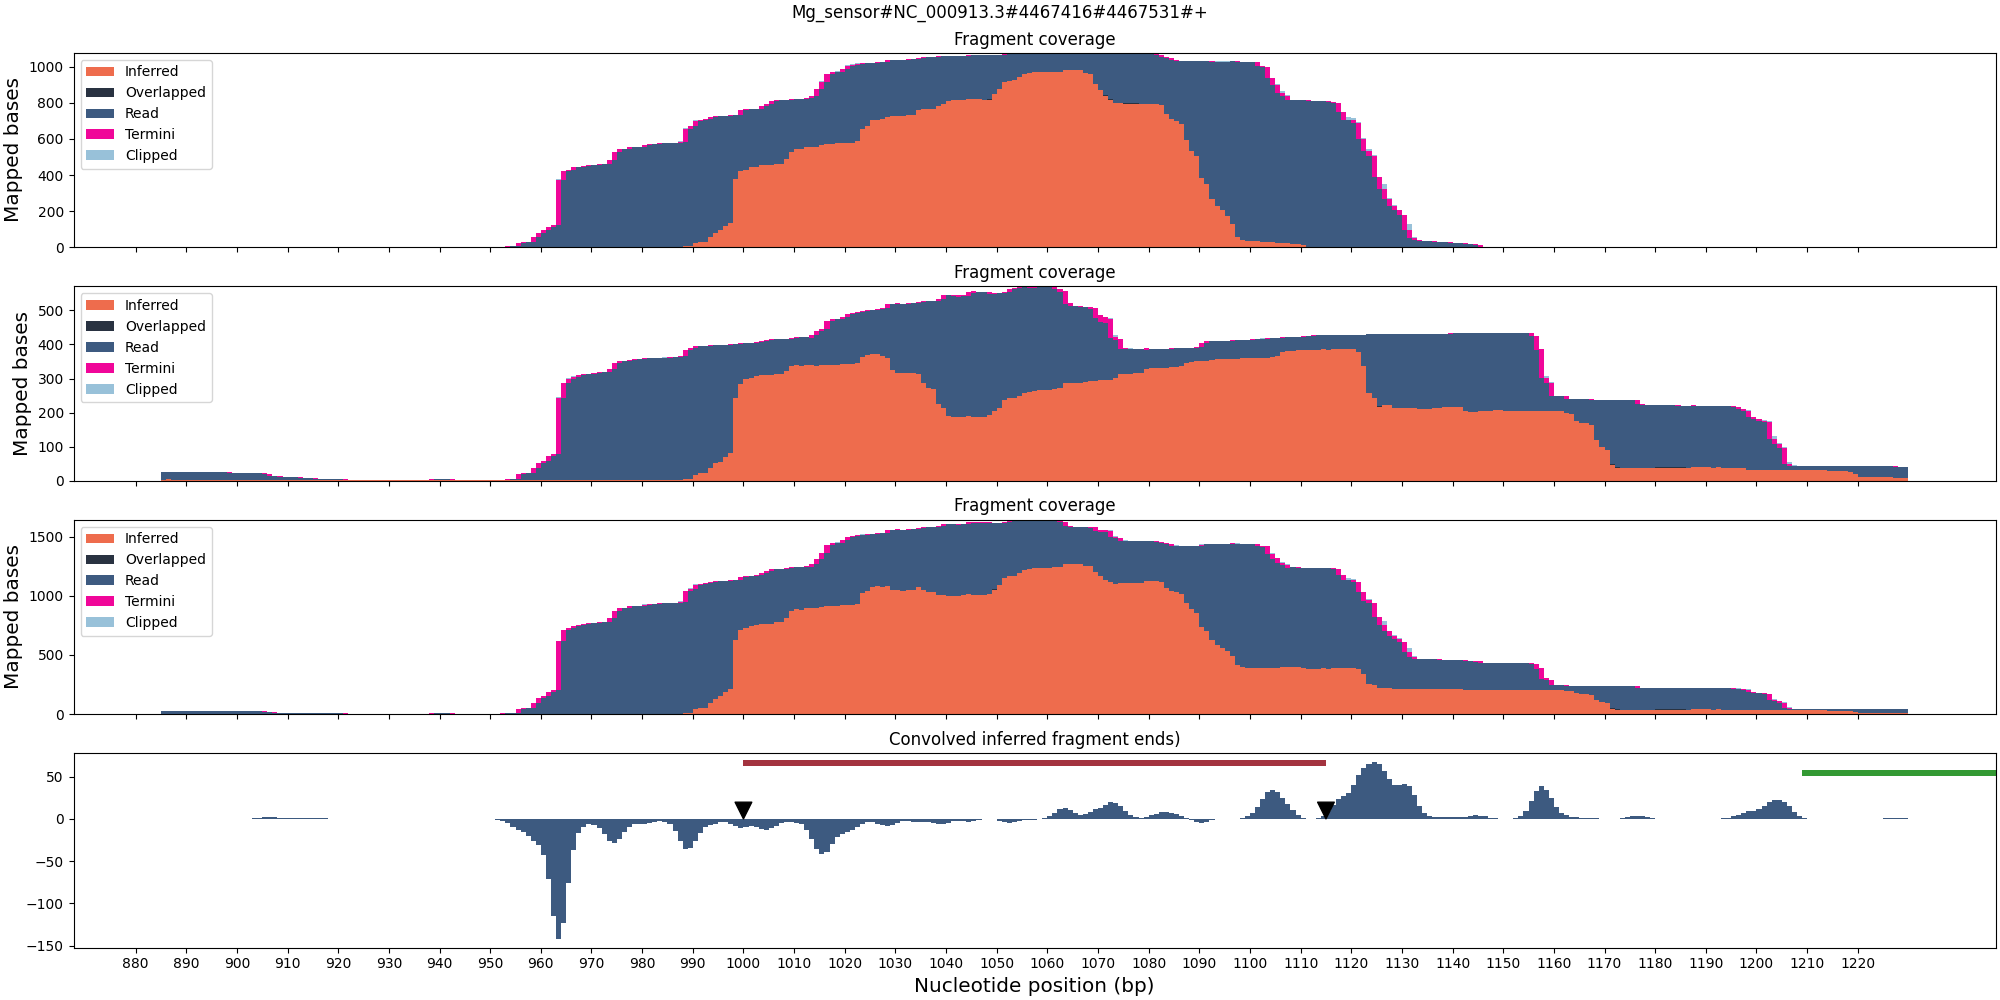 Mg_sensor#NC_000913.3#4467416#4467531#+
Fragment coverage
Mapped bases
1000
800
600
400
200
0
Inferred
Overlapped
Read
Termini
Clipped
Fragment coverage
Mapped bases
500
400
300
200
100
0
Inferred
Overlapped
Read
Termini
Clipped
Fragment coverage
Mapped bases
1500
1000
500
0
Inferred
Overlapped
Read
Termini
Clipped
Convolved inferred fragment ends)
50
0
−50
−100
−150
880 890 900 910 920 930 940 950 960 970 980 990 1000 1010 1020 1030 1040 1050 1060 1070 1080 1090 1100 1110 1120 1130 1140 1150 1160 1170 1180 1190 1200 1210 1220
Nucleotide position (bp)